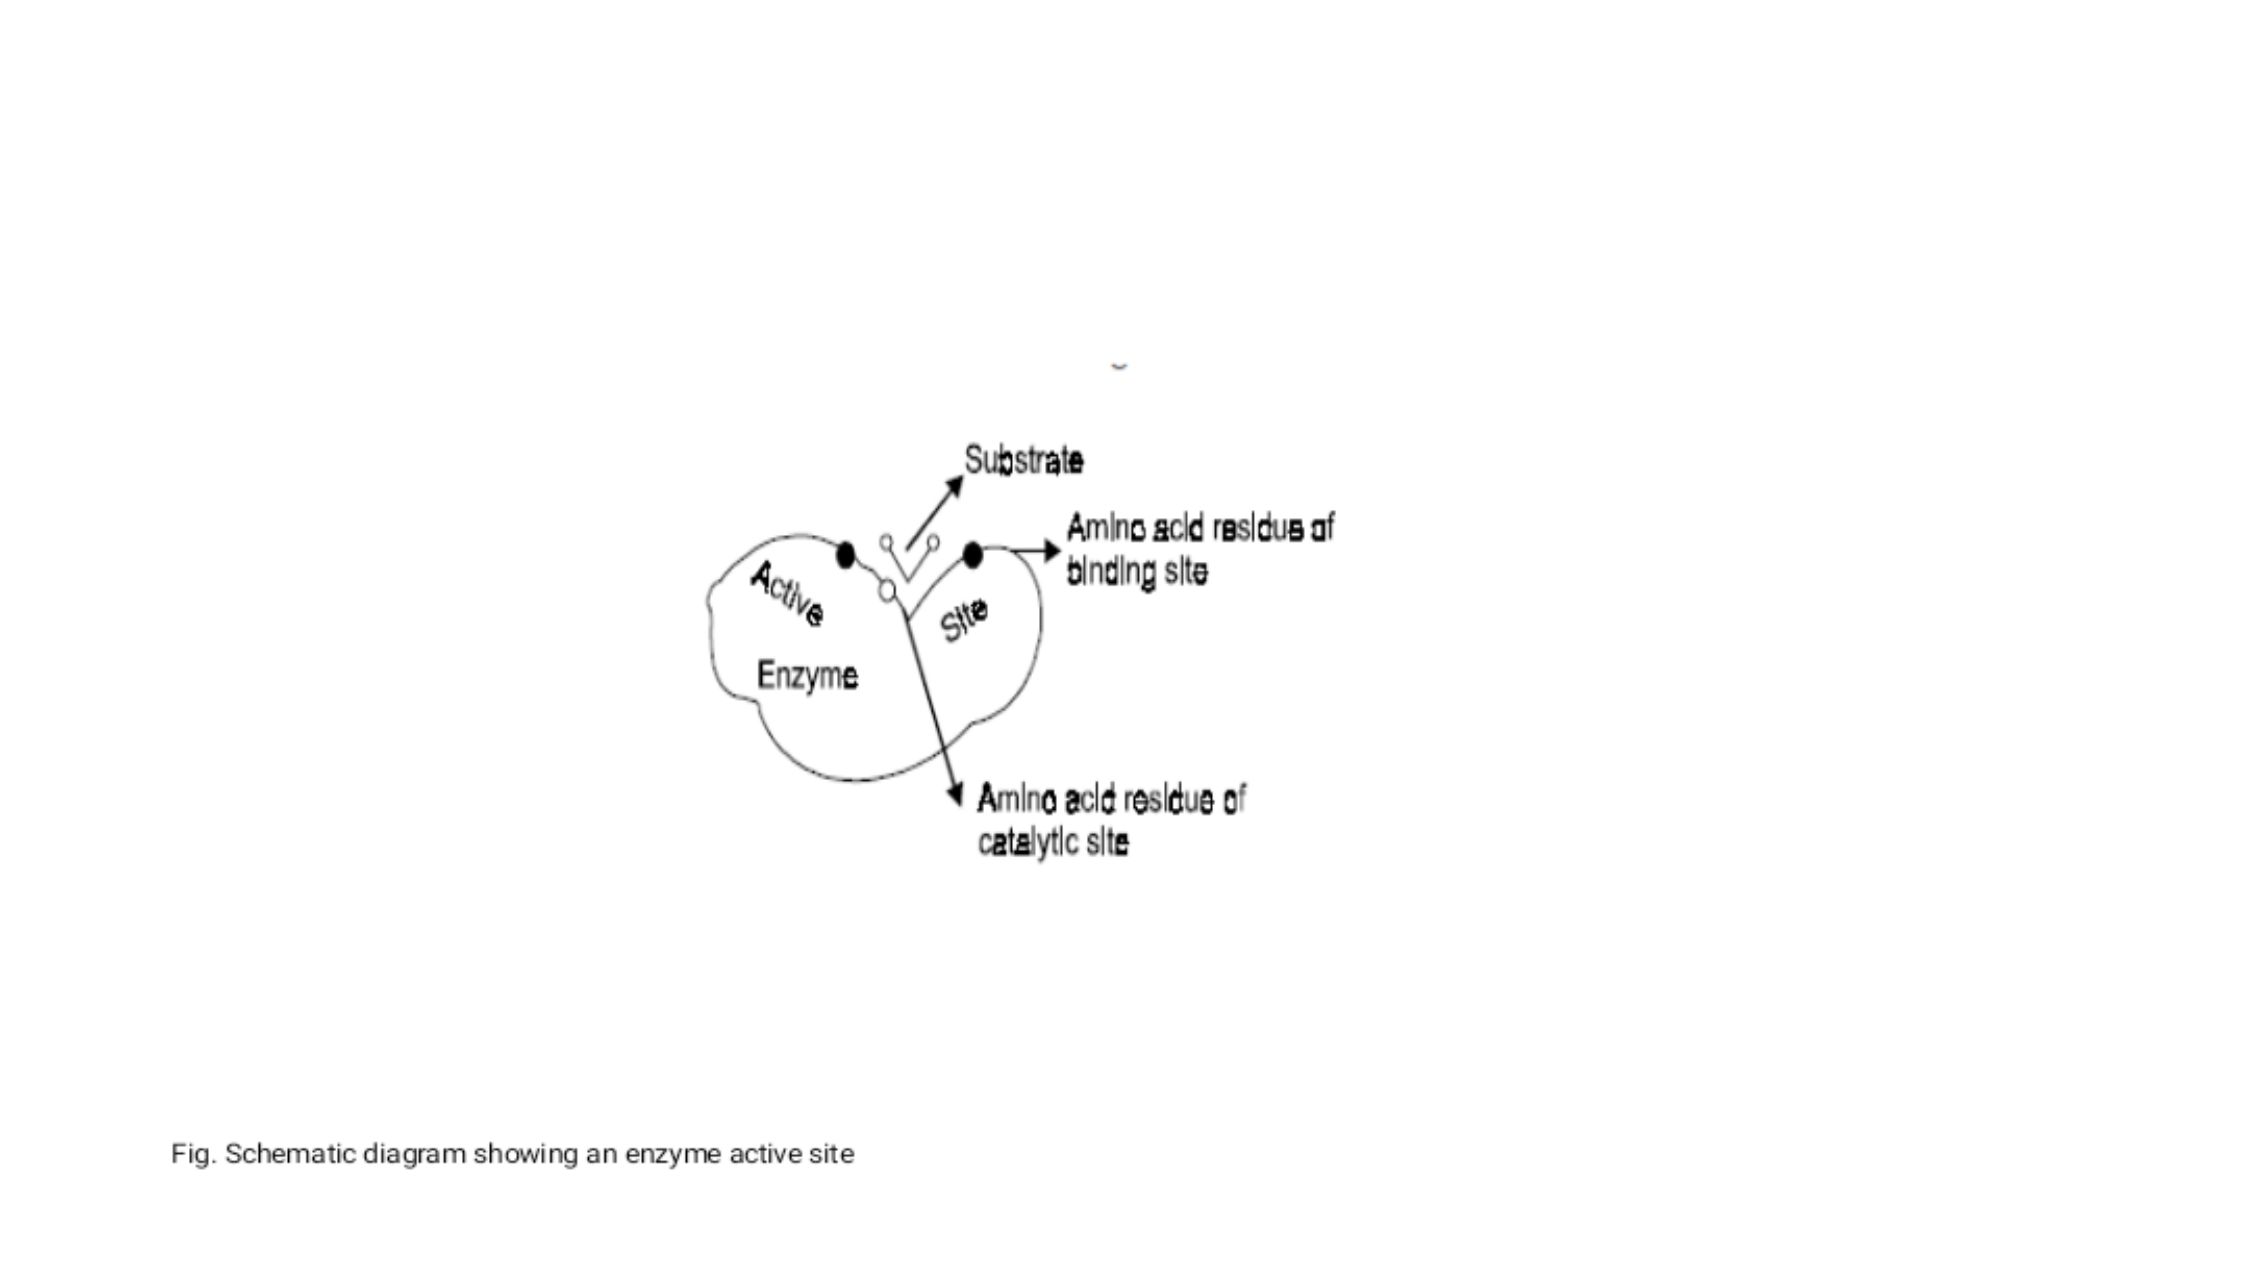 Substrate
Amino acid residue of
binding site
Active
Site
Enzyme
Amino acid residue of
catalytic site
Fig. Schematic diagram showing an enzyme active site